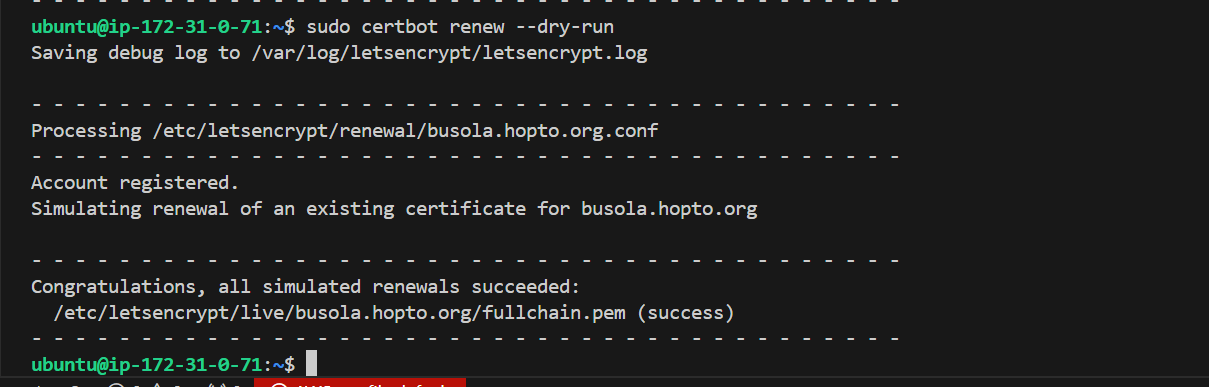 - - - - - - - - - - - - - - - - - - - - - - - - - - - - - - - - - - - - - - - -
ubuntu@ip-172-31-0-71:~$ sudo certbot renew --dry-run
Saving debug log to /var/log/letsencrypt/letsencrypt.log
- - - - - - - - - - - - - - - - - - - - - - - - - - - - - - - - - - - - - - - -
Processing /etc/letsencrypt/renewal/busola.hopto.org.conf
- - - - - - - - - - - - - - - - - - - - - - - - - - - - - - - - - - - - - - - -
Account registered.
Simulating renewal of an existing certificate for busola.hopto.org
- - - - - - - - - - - - - - - - - - - - - - - - - - - - - - - - - - - - - - - -
Congratulations, all simulated renewals succeeded:
/etc/letsencrypt/live/busola.hopto.org/fullchain.pem (success)
- - - - - - - - - - - - - - - - - - - - - - - - - - - - - - - - - - - - - - - -
ubuntu@ip-172-31-0-71:~$